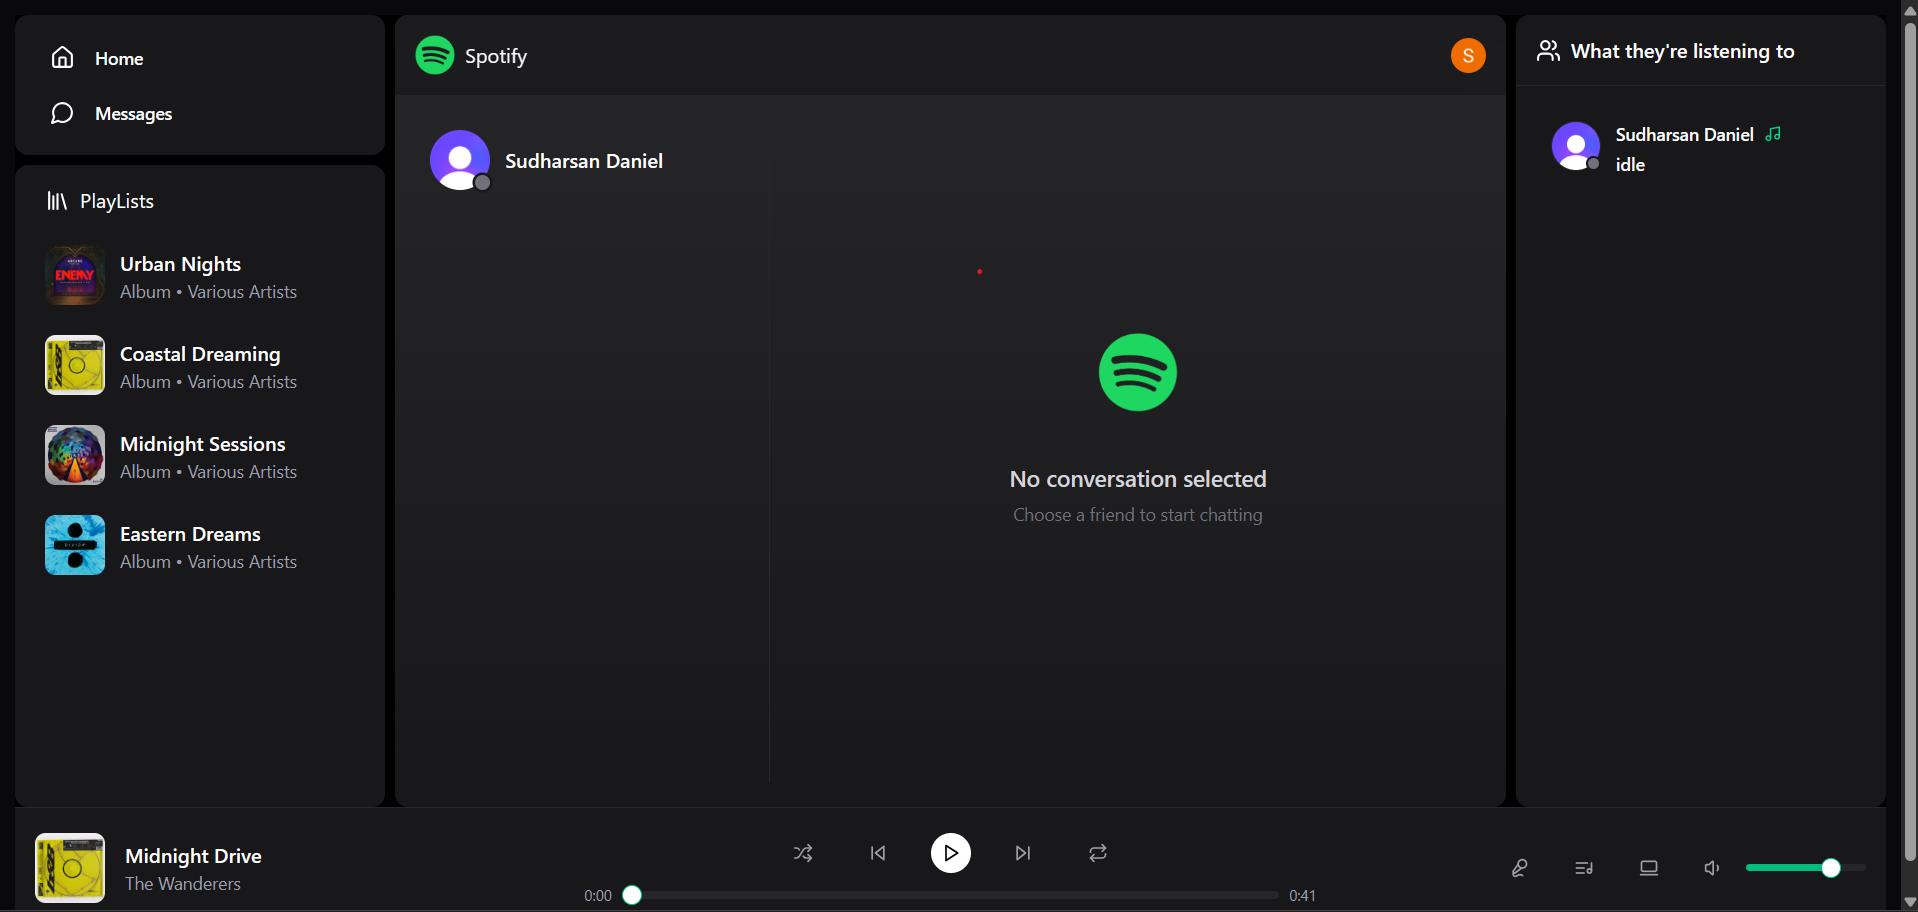 Home
Messages
PlayLists
Urban Nights
Album • Various Artists
Coastal Dreaming
Album • Various Artists
Midnight Sessions
Album • Various Artists
Eastern Dreams
Album • Various Artists
Spotify
S
Sudharsan Daniel
No conversation selected
Choose a friend to start chatting
What they're listening to
Sudharsan Daniel
idle
ENEMY
Midnight Drive
The Wanderers
0:00
0:41